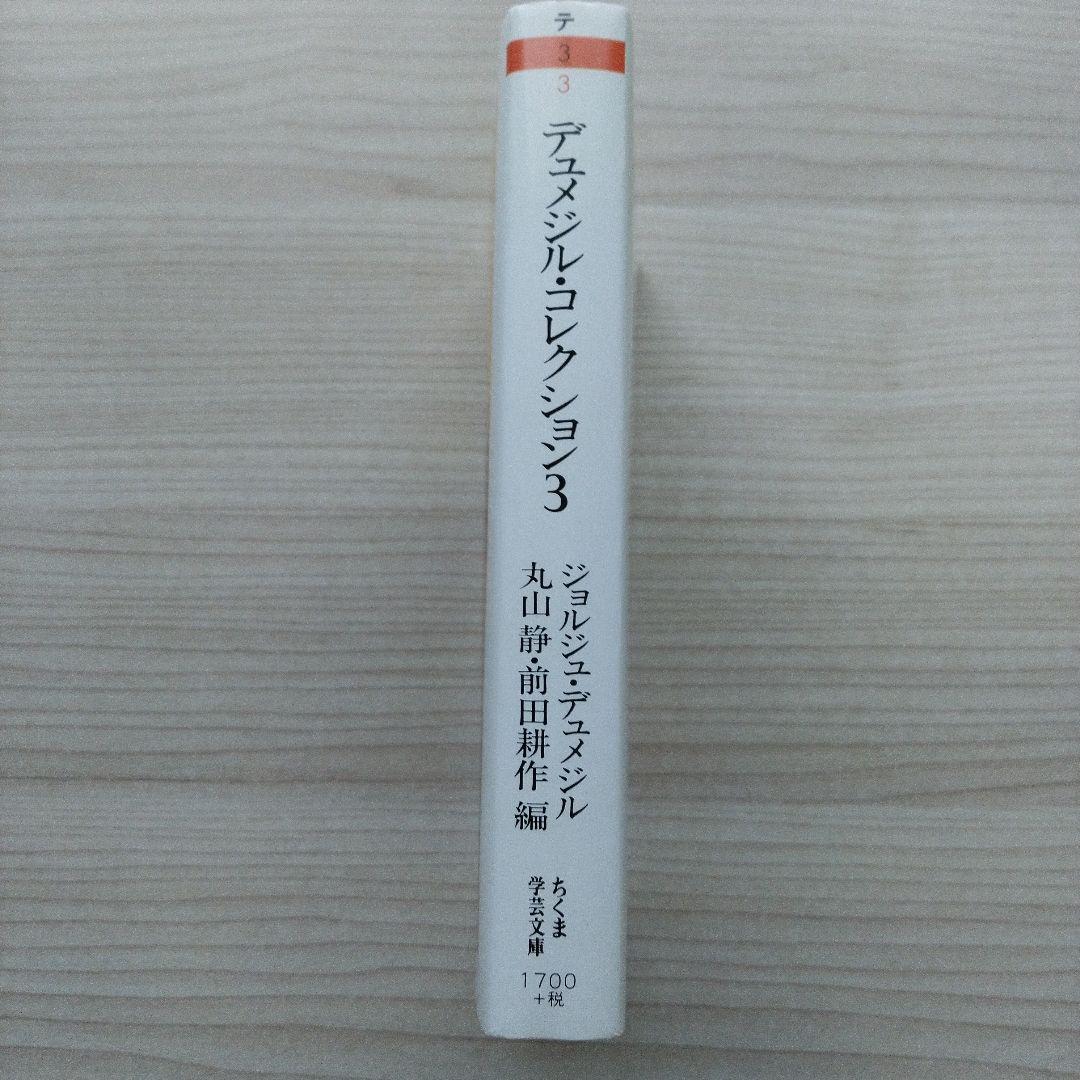 テ
3
3
デュメジル・コレクション3
ジョルジュ・デュメジル
丸山 静・前田耕作 編
ちくま
学芸文庫
1700
+税